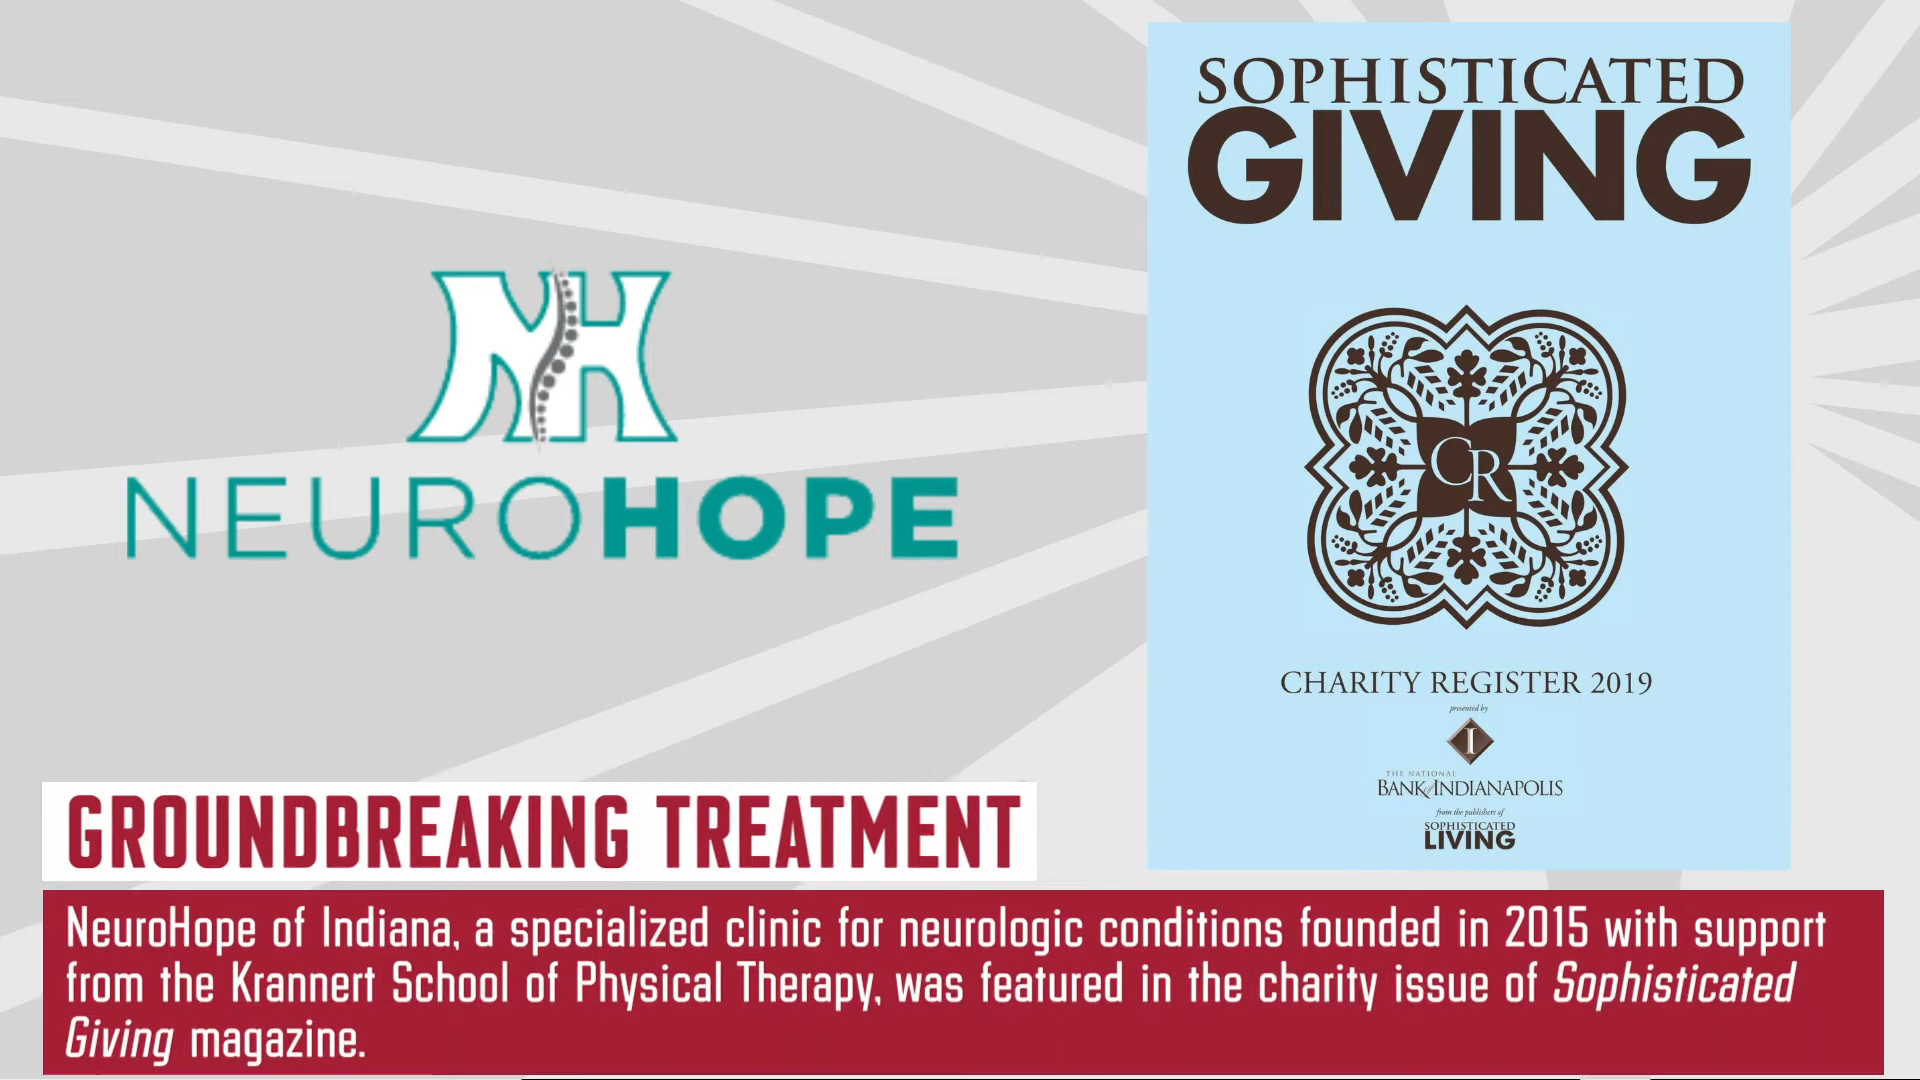 NH
NEUROHOPE
SOPHISTICATED
GIVING
CR
CHARITY REGISTER 2019
presented by
I
THE NATIONAL
BANK of INDIANAPOLIS
from the publishers of
SOPHISTICATED
LIVING
GROUNDBREAKING TREATMENT
NeuroHope of Indiana, a specialized clinic for neurologic conditions founded in 2015 with support
from the Krannert School of Physical Therapy, was featured in the charity issue of Sophisticated
Giving magazine.